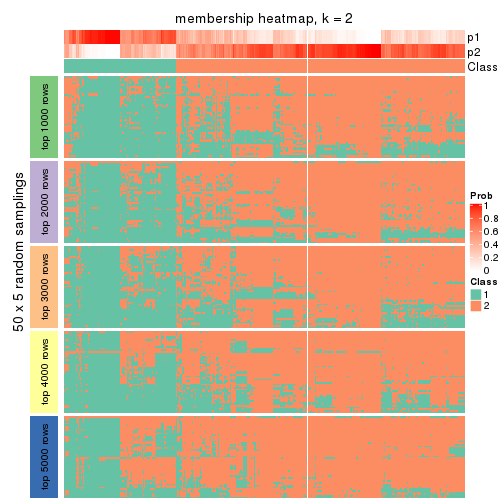 membership heatmap, k = 2
p1
p2
Class
50 x 5 random samplings
top 1000 rows
top 2000 rows
top 3000 rows
top 4000 rows
top 5000 rows
Prob
1
0.8
0.6
0.4
0.2
0
Class
1
2